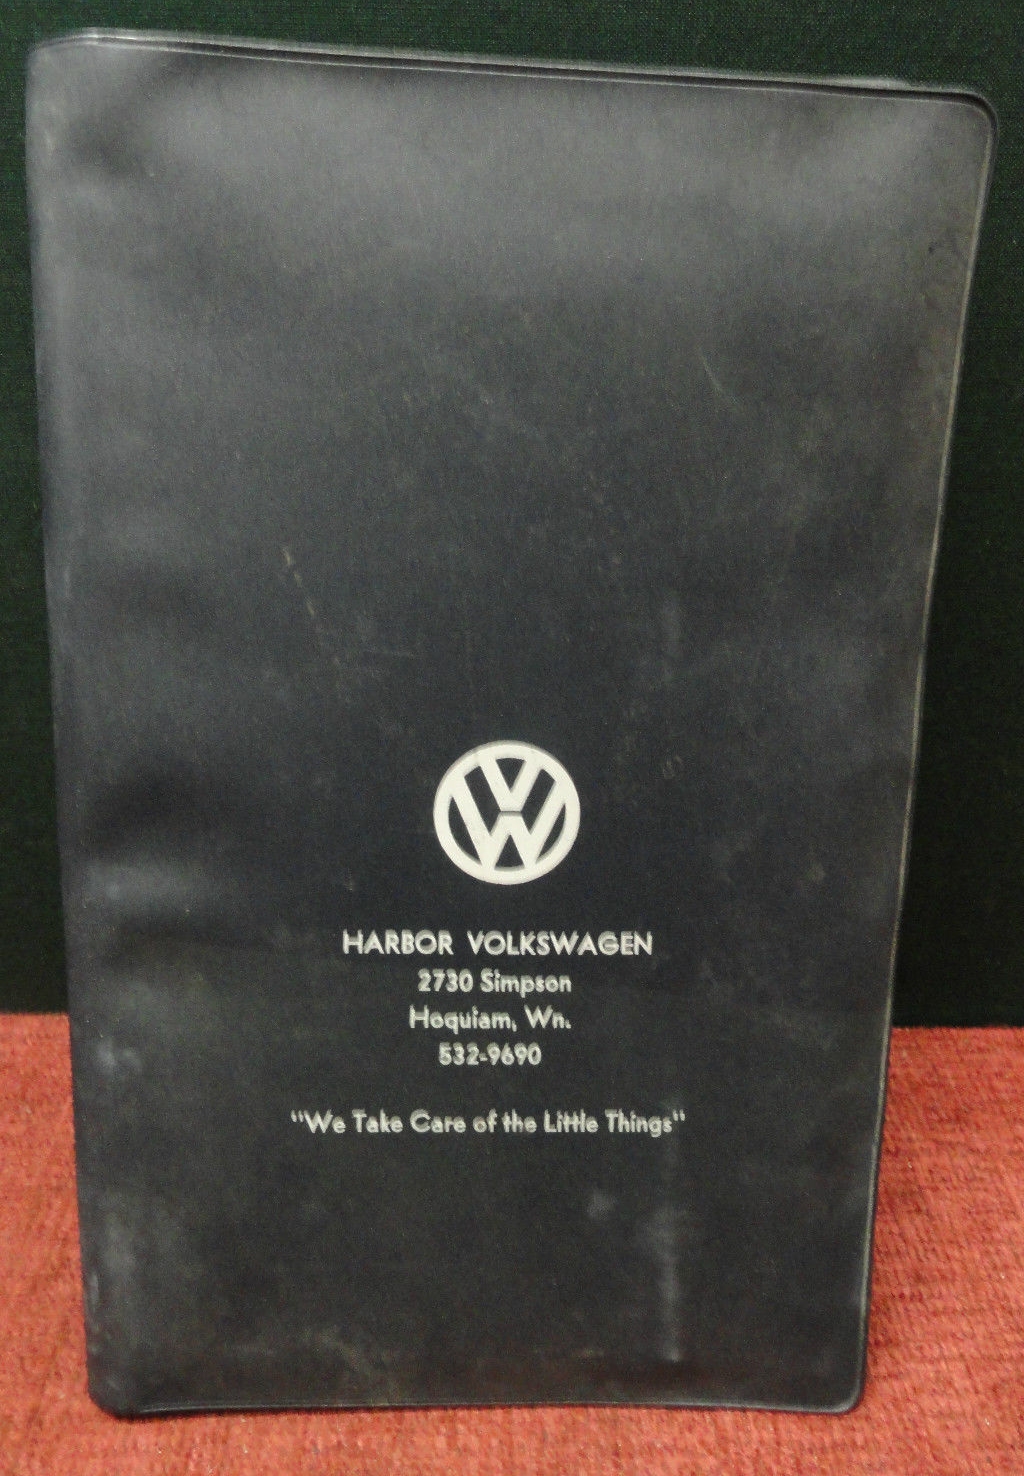 HARBOR VOLKSWAGEN
2730 Simpson
Hoquiam, Wn.
532-9690
"We Take Care of the Little Things"